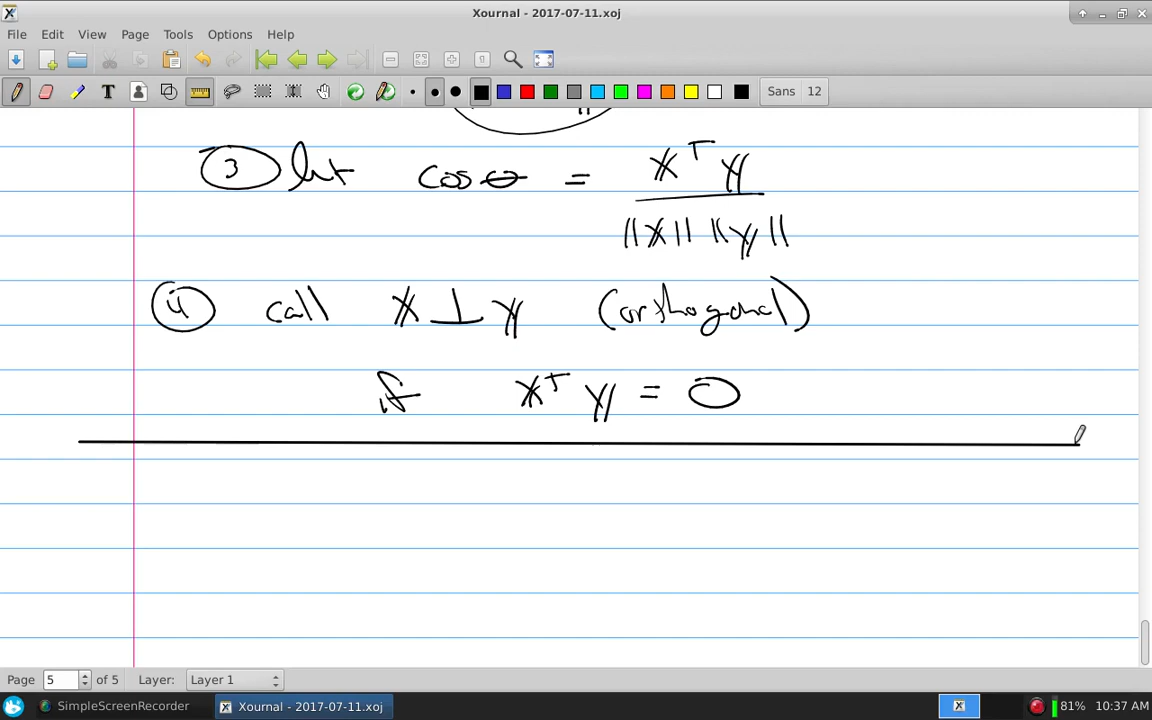 Xournal - 2017-07-11.xoj
File Edit View Page Tools Options Help
T Sans 12
③ let cos θ = xᵀ y
||x|| ||y||
④ call x ⊥ y (orthogonal)
if xᵀ y = 0
Page 5 of 5 Layer: Layer 1
SimpleScreenRecorder Xournal - 2017-07-11.xoj 81% 10:37 AM